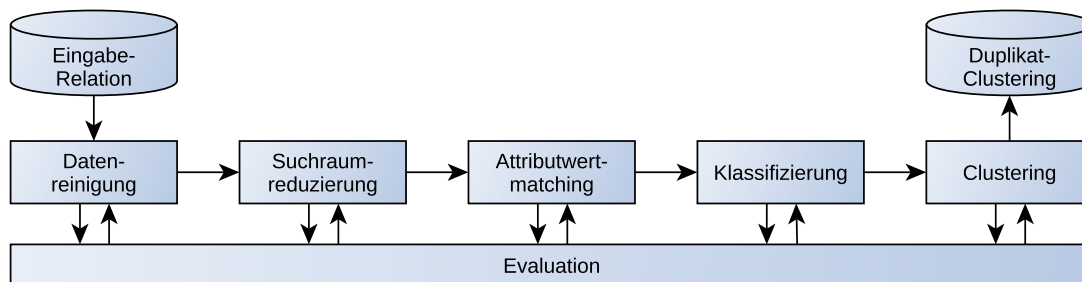 Eingabe-
Relation
Duplikat-
Clustering
Daten-
reinigung
Suchraum-
reduzierung
Attributwert-
matching
Klassifizierung
Clustering
Evaluation